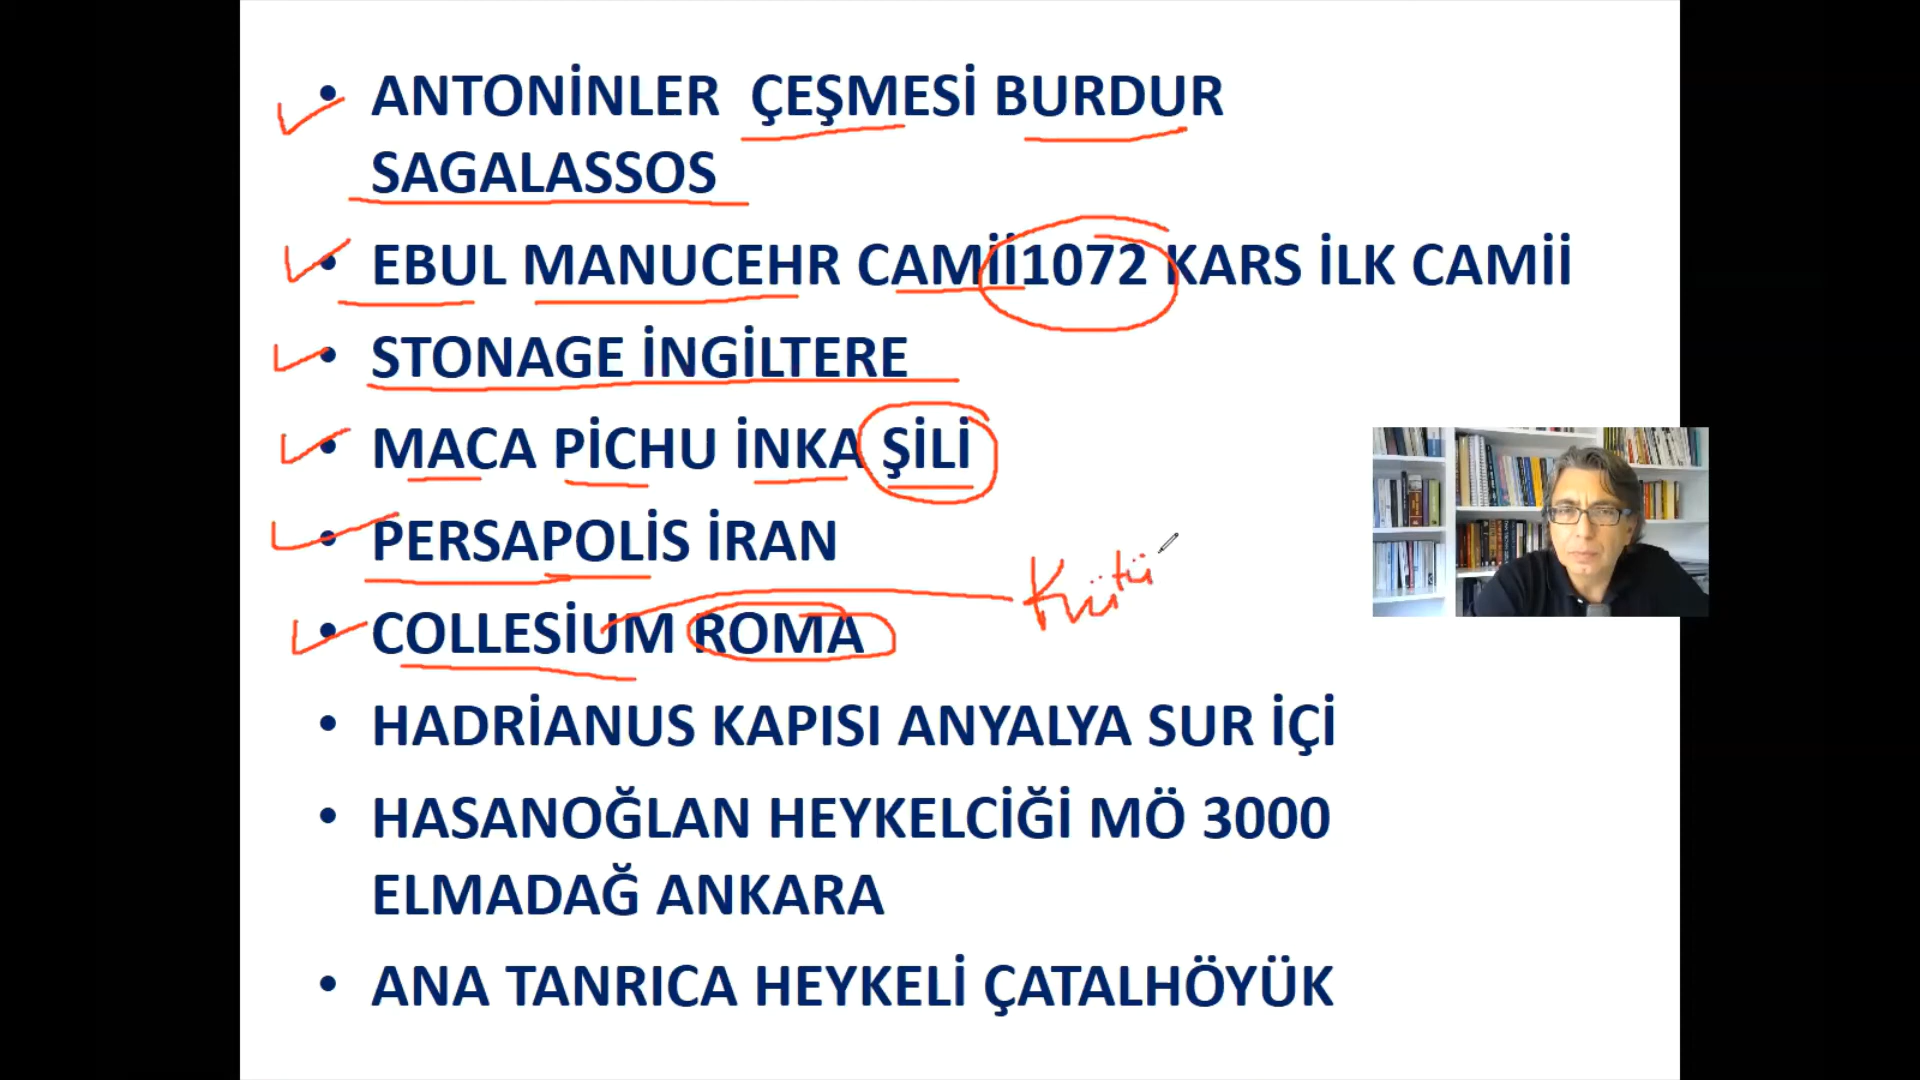 ANTONİNLER ÇEŞMESİ BURDUR
SAGALASSOS
EBUL MANUCEHR CAMİİ1072 KARS İLK CAMİİ
STONAGE İNGİLTERE
MACA PİCHU İNKA ŞİLİ
PERSAPOLİS İRAN
Kütü
COLLESİUM ROMA
HADRİANUS KAPISI ANYALYA SUR İÇİ
HASANOĞLAN HEYKELCİĞİ MÖ 3000
ELMADAĞ ANKARA
ANA TANRICA HEYKELİ ÇATALHÖYÜK